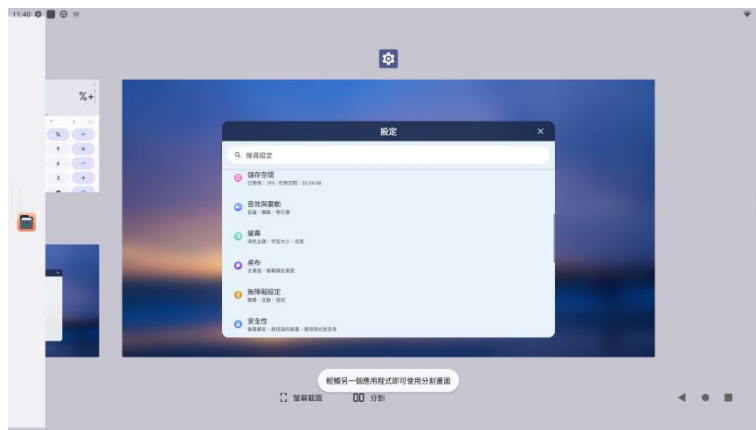 11:40
%+
%
÷
9
×
6
−
3
+
設定
搜尋設定
儲存空間
已使用：19% - 可用空間：52.04 GB
音效與震動
音量、震動、零打擾
螢幕
深色主題、字型大小、亮度
桌布
主畫面、螢幕鎖定畫面
無障礙設定
螢幕、互動、音訊
安全性
螢幕鎖定、尋找我的裝置、應用程式安全性
輕觸另一個應用程式即可使用分割畫面
螢幕截圖
分割